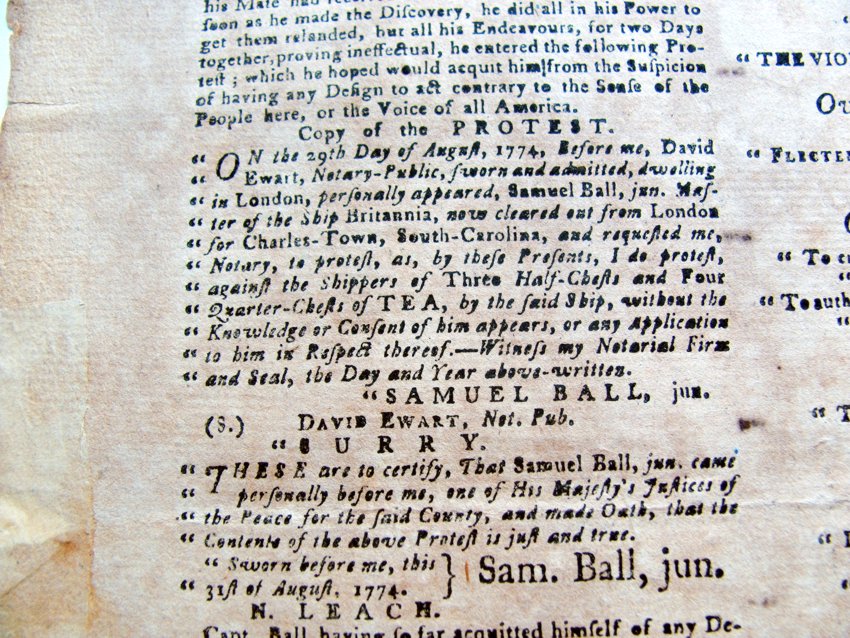 his Mate had
soon as he made the Discovery, he did all in his Power to
get them relanded, but all his Endeavours, for two Days
together, proving ineffectual, he entered the following Pro-
test; which he hoped would acquit him from the Suspicion
of having any Design to act contrary to the Sense of the
People here, or the Voice of all America.
Copy of the PROTEST.
" ON the 29th Day of August, 1774, Before me, David
" Ewart, Notary-Public, sworn and admitted, dwelling
" in London, personally appeared, Samuel Ball, jun. Mas-
" ter of the Ship Britannia, now cleared out from London
" for Charles-Town, South-Carolina, and requested me,
" Notary, to protest, as, by these Presents, I do protest,
" against the Shippers of Three Half-Chests and Four
" Quarter-Chests of TEA, by the said Ship, without the
" Knowledge or Consent of him appears, or any Application
" to him in Respect thereof.—Witness my Notarial Firm
" and Seal, the Day and Year above-written.
" SAMUEL BALL, jun.
(S.) DAVID EWART, Not. Pub.
" SURRY.
" THESE are to certify, That Samuel Ball, jun. came
" personally before me, one of His Majesty's Justices of
" the Peace for the said County, and made Oath, that the
" Contents of the above Protest is just and true.
" Sworn before me, this
" 31st of August, 1774. } Sam. Ball, jun.
N. LEACH.
Capt. Ball having so far acquitted himself of any De-
" THE VIO
OU
" FLECTE
" To e
" To auth
" T